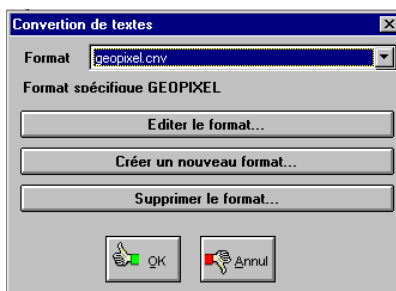 Convertion de textes
Format geopixel.cnv
Format spécifique GEOPIXEL
Editer le format...
Créer un nouveau format...
Supprimer le format...
OK Annul